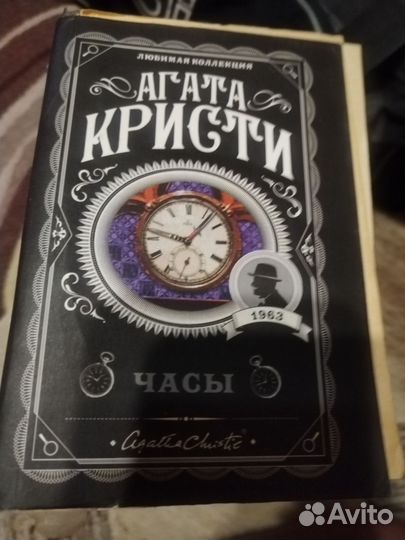 ЛЮБИМАЯ КОЛЛЕКЦИЯ
АГАТА
КРИСТИ
1963
ЧАСЫ
Agatha Christie
Avito